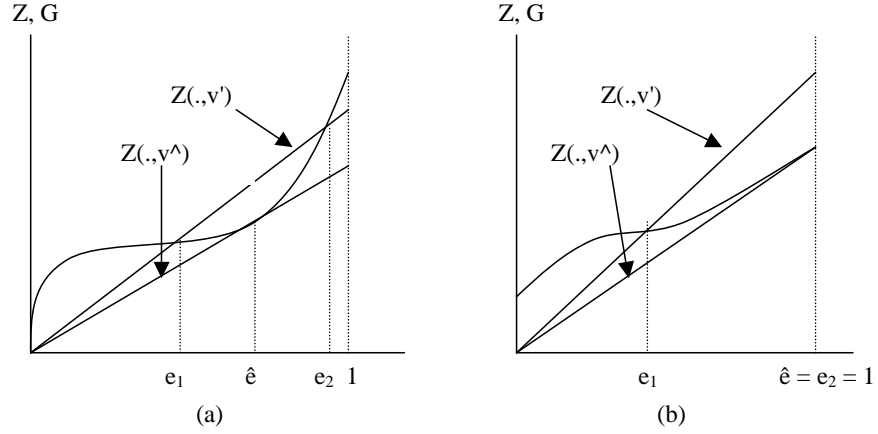 Z, G
Z(.,v')
Z(.,v^)
e₁
ê
e₂
1
(a)
Z, G
Z(.,v')
Z(.,v^)
e₁
ê = e₂ = 1
(b)